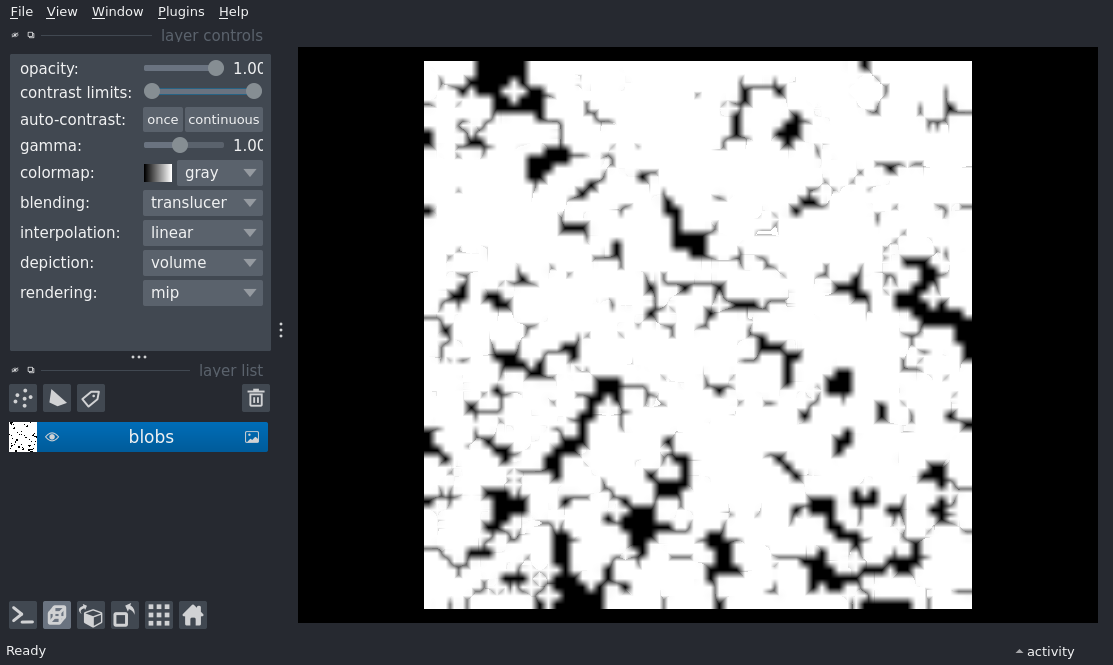 File View Window Plugins Help
layer controls
opacity: 1.00
contrast limits:
auto-contrast: once continuous
gamma: 1.00
colormap: gray
blending: translucer
interpolation: linear
depiction: volume
rendering: mip
layer list
blobs
Ready
activity